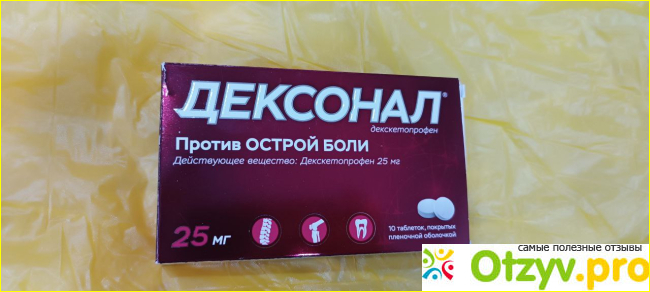 ДЕКСОНАЛ®
декскетопрофен
Против ОСТРОЙ БОЛИ
Действующее вещество: Декскетопрофен 25 мг
25 мг
10 таблеток, покрытых
пленочной оболочкой
самые полезные отзывы
Otzyv.pro